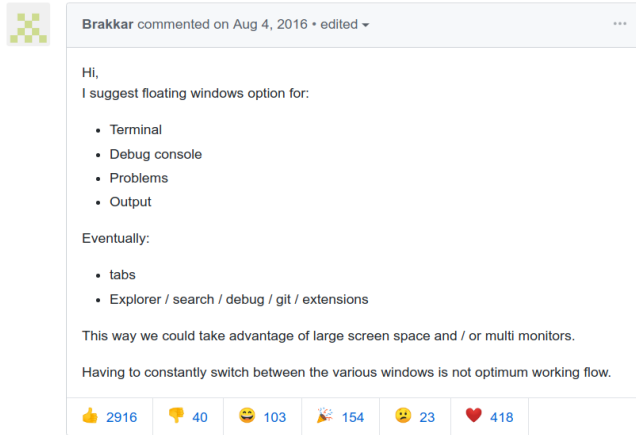 Brakkar commented on Aug 4, 2016 • edited
Hi,
I suggest floating windows option for:
• Terminal
• Debug console
• Problems
• Output
Eventually:
• tabs
• Explorer / search / debug / git / extensions
This way we could take advantage of large screen space and / or multi monitors.
Having to constantly switch between the various windows is not optimum working flow.
👍 2916 👎 40 😄 103 🎉 154 😕 23 ❤️ 418